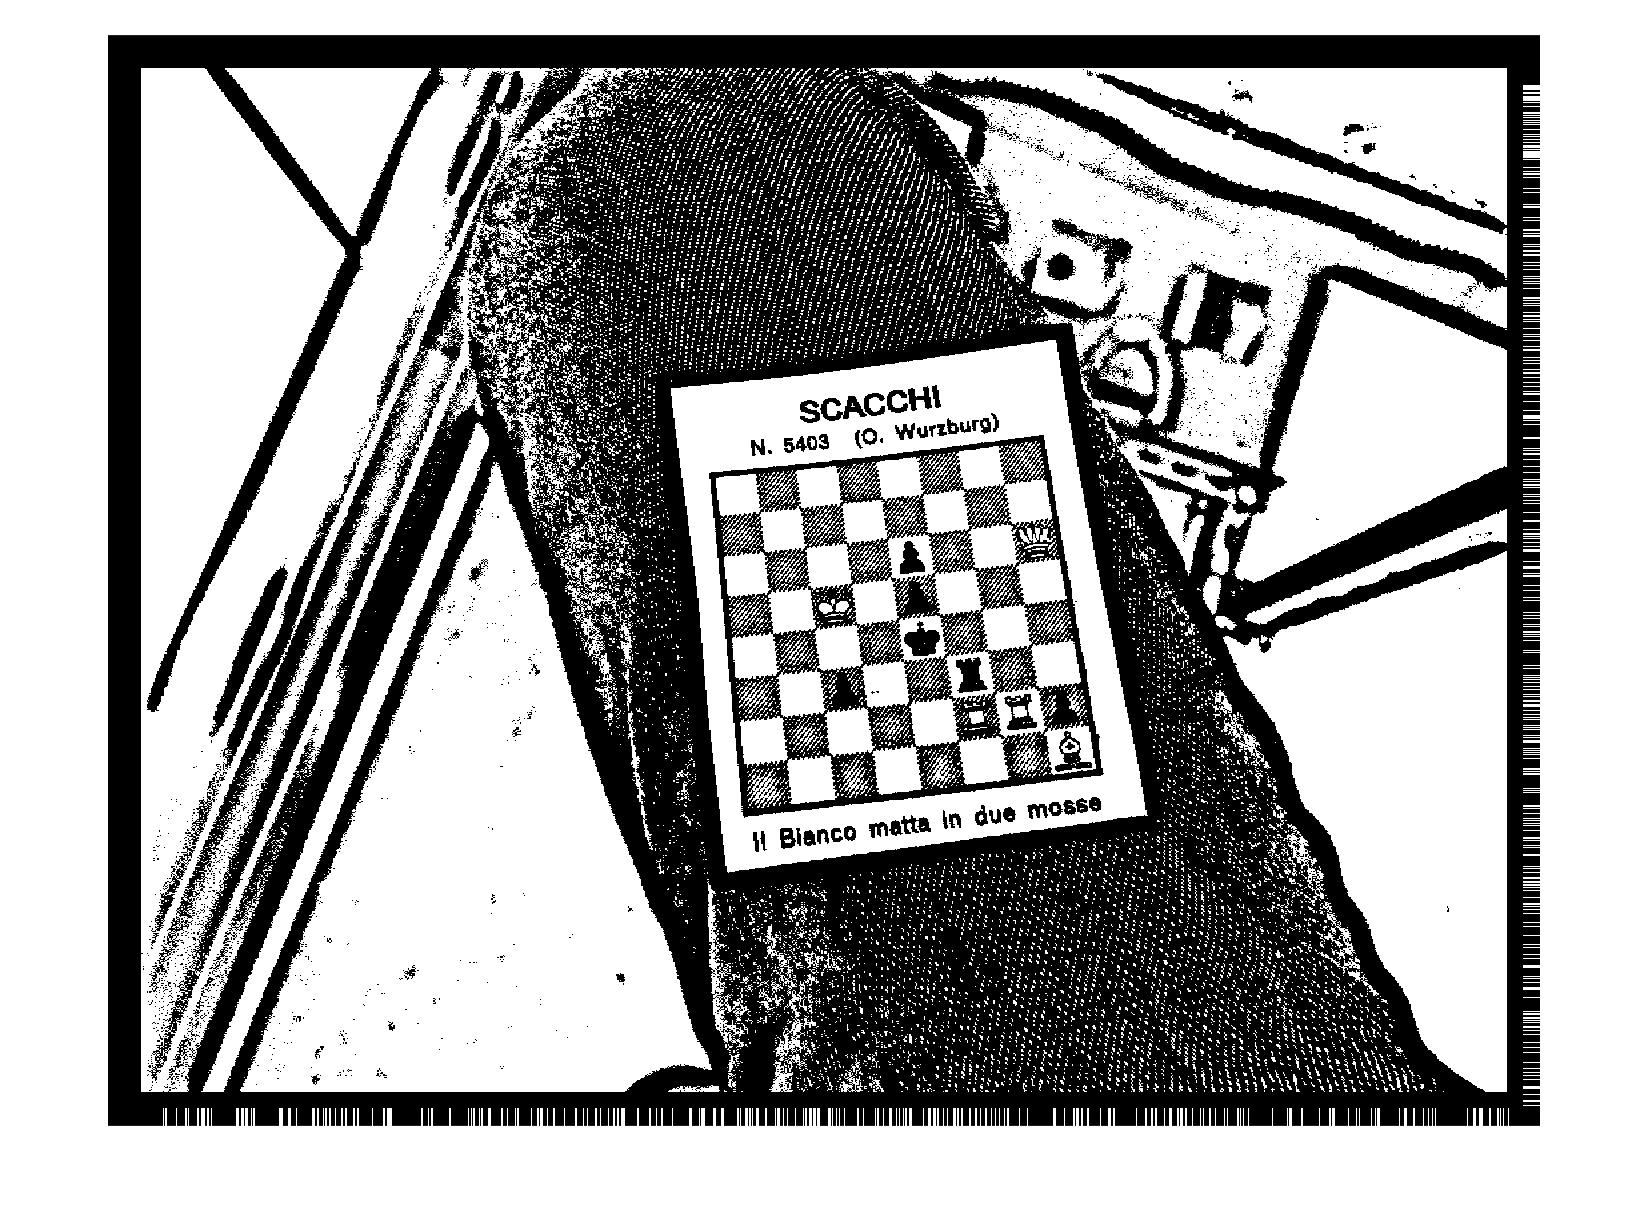 SCACCHI
N. 5403 (O. Wurzburg)
Il Bianco matta in due mosse